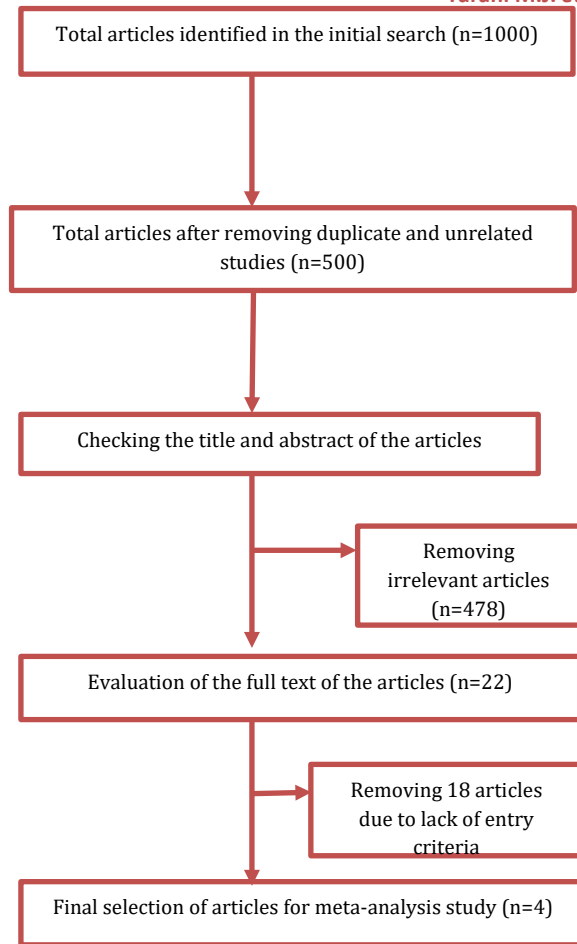 Total articles identified in the initial search (n=1000)
Total articles after removing duplicate and unrelated
studies (n=500)
Checking the title and abstract of the articles
Removing
irrelevant articles
(n=478)
Evaluation of the full text of the articles (n=22)
Removing 18 articles
due to lack of entry
criteria
Final selection of articles for meta-analysis study (n=4)